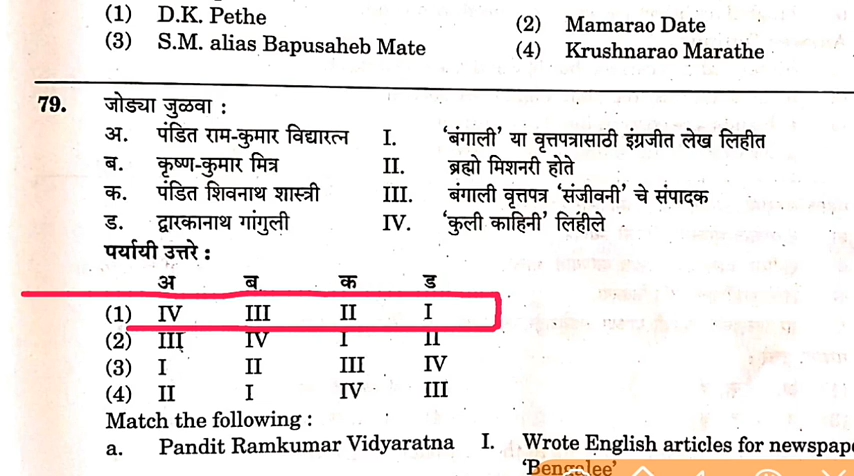 (1) D.K. Pethe (2) Mamarao Date
(3) S.M. alias Bapusaheb Mate (4) Krushnarao Marathe
79. जोड्या जुळवा :
अ. पंडित राम-कुमार विद्यारत्न I. 'बंगाली' या वृत्तपत्रासाठी इंग्रजीत लेख लिहीत
ब. कृष्ण-कुमार मित्र II. ब्रह्मो मिशनरी होते
क. पंडित शिवनाथ शास्त्री III. बंगाली वृत्तपत्र 'संजीवनी' चे संपादक
ड. द्वारकानाथ गांगुली IV. 'कुली काहिनी' लिहीले
पर्यायी उत्तरे :
अ ब क ड
(1) IV III II I
(2) III IV I II
(3) I II III IV
(4) II I IV III
Match the following :
a. Pandit Ramkumar Vidyaratna I. Wrote English articles for newspape
'Bengalee'